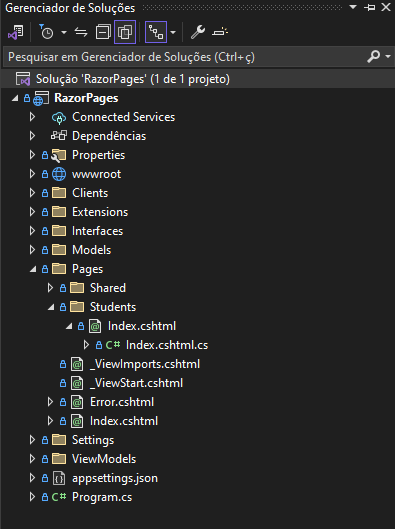 Gerenciador de Soluções
Pesquisar em Gerenciador de Soluções (Ctrl+ç)
Solução 'RazorPages' (1 de 1 projeto)
RazorPages
Connected Services
Dependências
Properties
wwwroot
Clients
Extensions
Interfaces
Models
Pages
Shared
Students
Index.cshtml
C# Index.cshtml.cs
_ViewImports.cshtml
_ViewStart.cshtml
Error.cshtml
Index.cshtml
Settings
ViewModels
appsettings.json
C# Program.cs